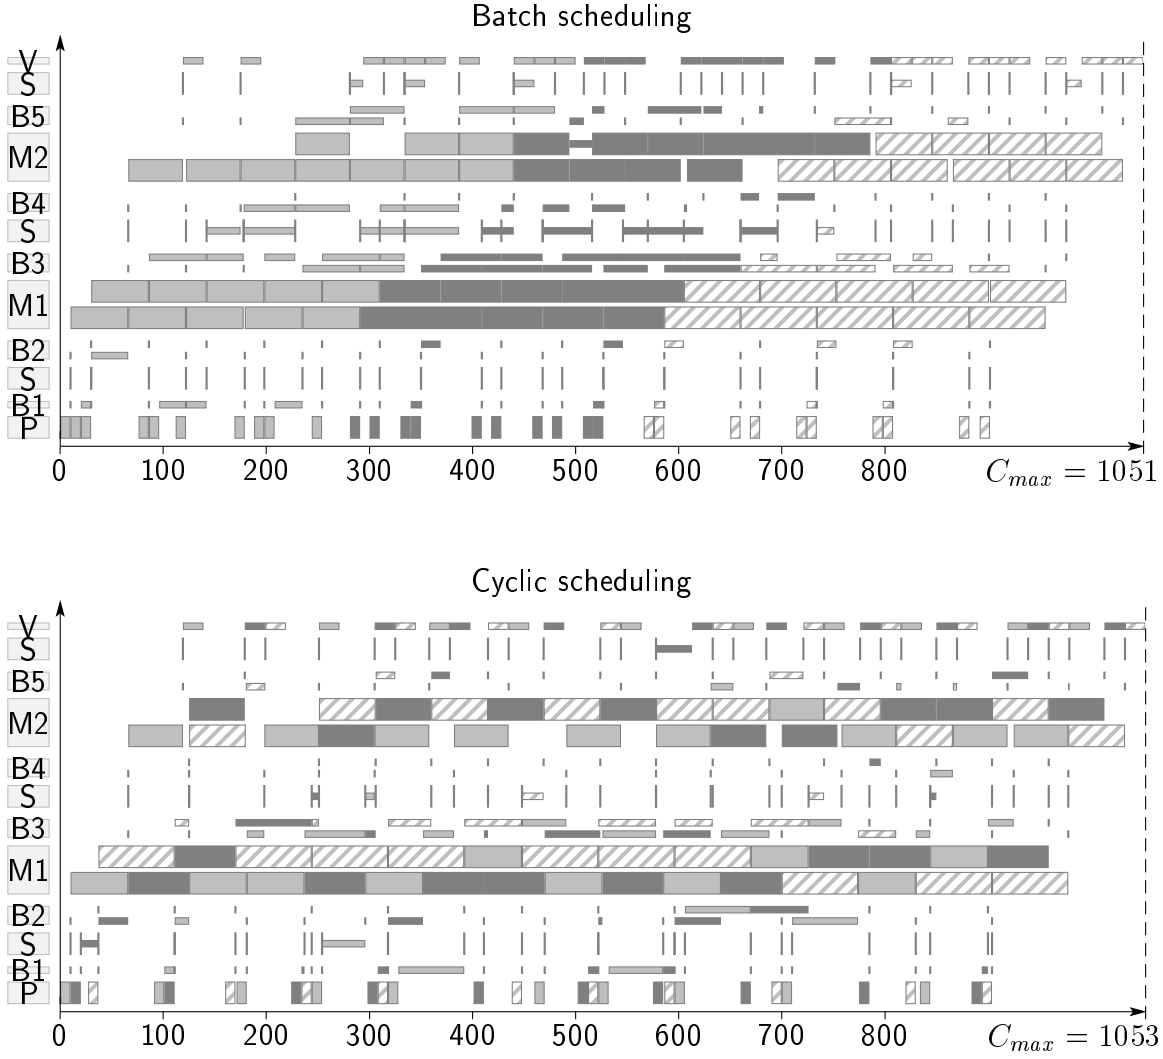 Batch scheduling
V
S
B5
M2
B4
S
B3
M1
B2
S
B1
P
0 100 200 300 400 500 600 700 800 C_max = 1051
Cyclic scheduling
V
S
B5
M2
B4
S
B3
M1
B2
S
B1
P
0 100 200 300 400 500 600 700 800 C_max = 1053